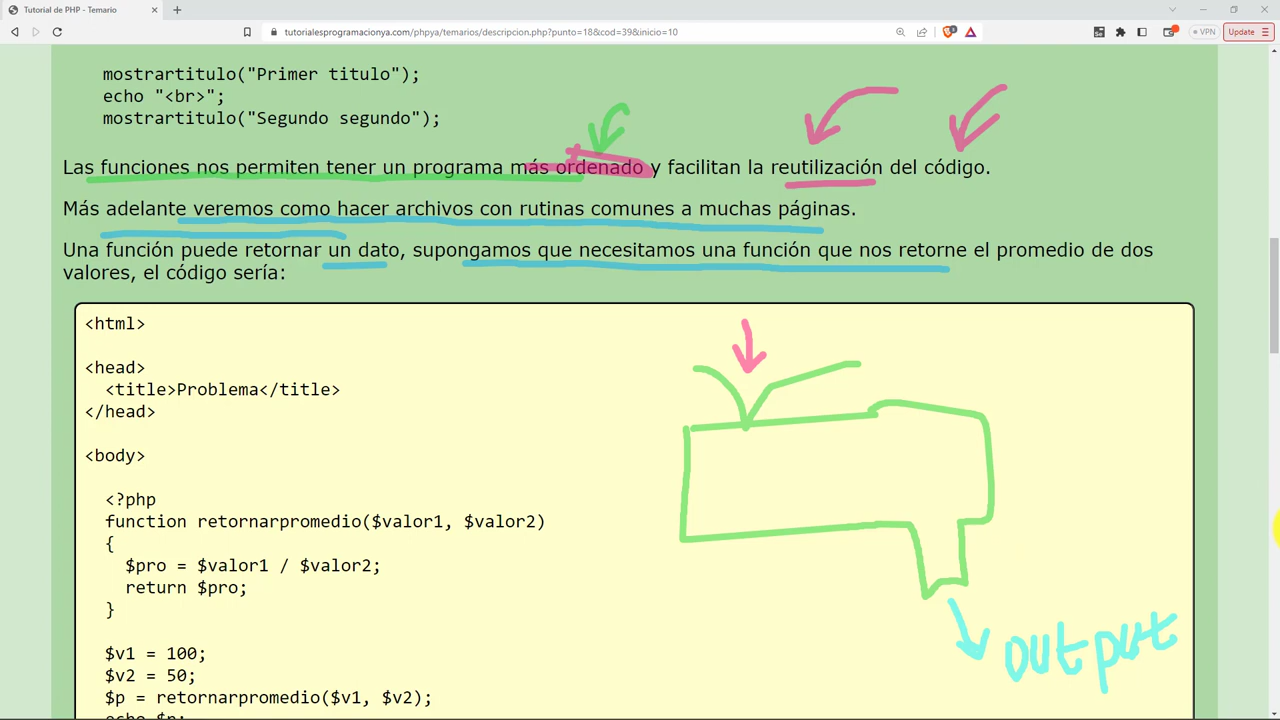 Tutorial de PHP - Temario
tutorialesprogramacionya.com/phpya/temarios/descripcion.php?punto=18&cod=39&inicio=10
VPN
Update
mostrartitulo("Primer titulo");
echo "<br>";
mostrartitulo("Segundo segundo");
Las funciones nos permiten tener un programa más ordenado y facilitan la reutilización del código.
Más adelante veremos como hacer archivos con rutinas comunes a muchas páginas.
Una función puede retornar un dato, supongamos que necesitamos una función que nos retorne el promedio de dos
valores, el código sería:
<html>
<head>
<title>Problema</title>
</head>
<body>
<?php
function retornarpromedio($valor1, $valor2)
{
$pro = $valor1 / $valor2;
return $pro;
}
output
$v1 = 100;
$v2 = 50;
$p = retornarpromedio($v1, $v2);
echo $p;